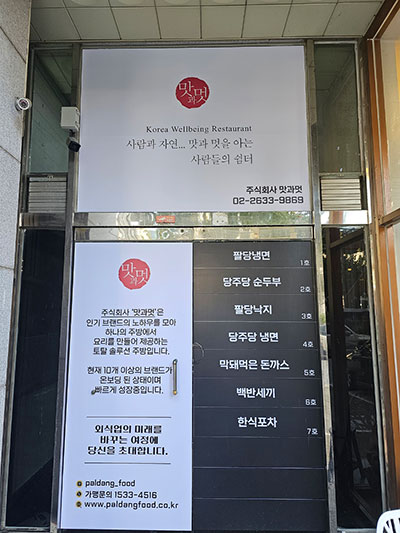 맛과멋
Korea Wellbeing Restaurant
사람과 자연... 맛과 멋을 아는
사람들의 쉼터
주식회사 맛과멋
02-2633-9869
맛과멋
주식회사 '맛과멋'은
인기 브랜드의 노하우를 모아
하나의 주방에서
요리를 만들어 제공하는
토탈 솔루션 주방입니다.
현재 10개 이상의 브랜드가
온보딩 된 상태이며
빠르게 성장중입니다.
외식업의 미래를
바꾸는 여정에
당신을 초대합니다.
paldang_food
가맹문의 1533-4516
www.paldangfood.co.kr
팔당냉면 1호
당주당 순두부 2호
팔당낙지 3호
당주당 냉면 4호
막돼먹은 돈까스 5호
백반세끼 6호
한식포차 7호